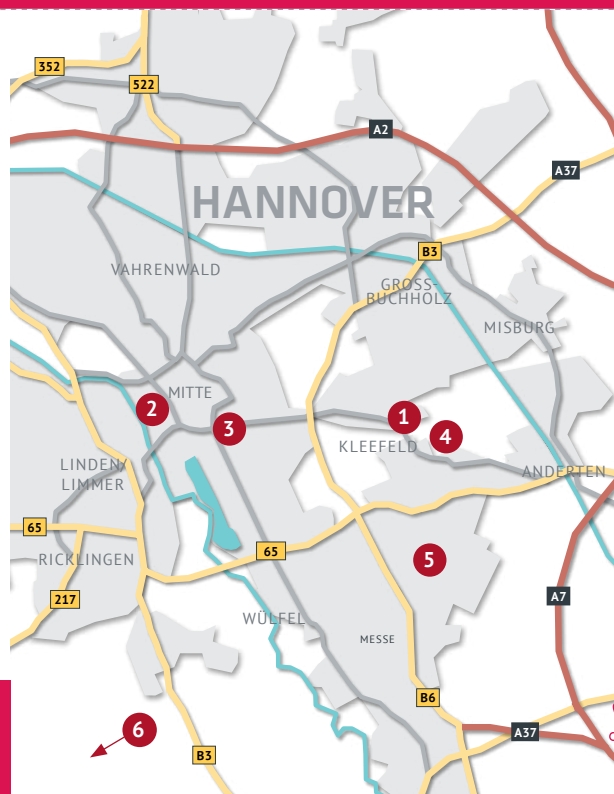 352
522
A2
A37
HANNOVER
B3
VAHRENWALD
GROSS-
BUCHHOLZ
MISBURG
MITTE
2
3
1
4
KLEEFELD
LINDEN/
LIMMER
ANDERTEN
65
65
RICKLINGEN
5
217
A7
WÜLFEL
MESSE
B6
6
A37
B3